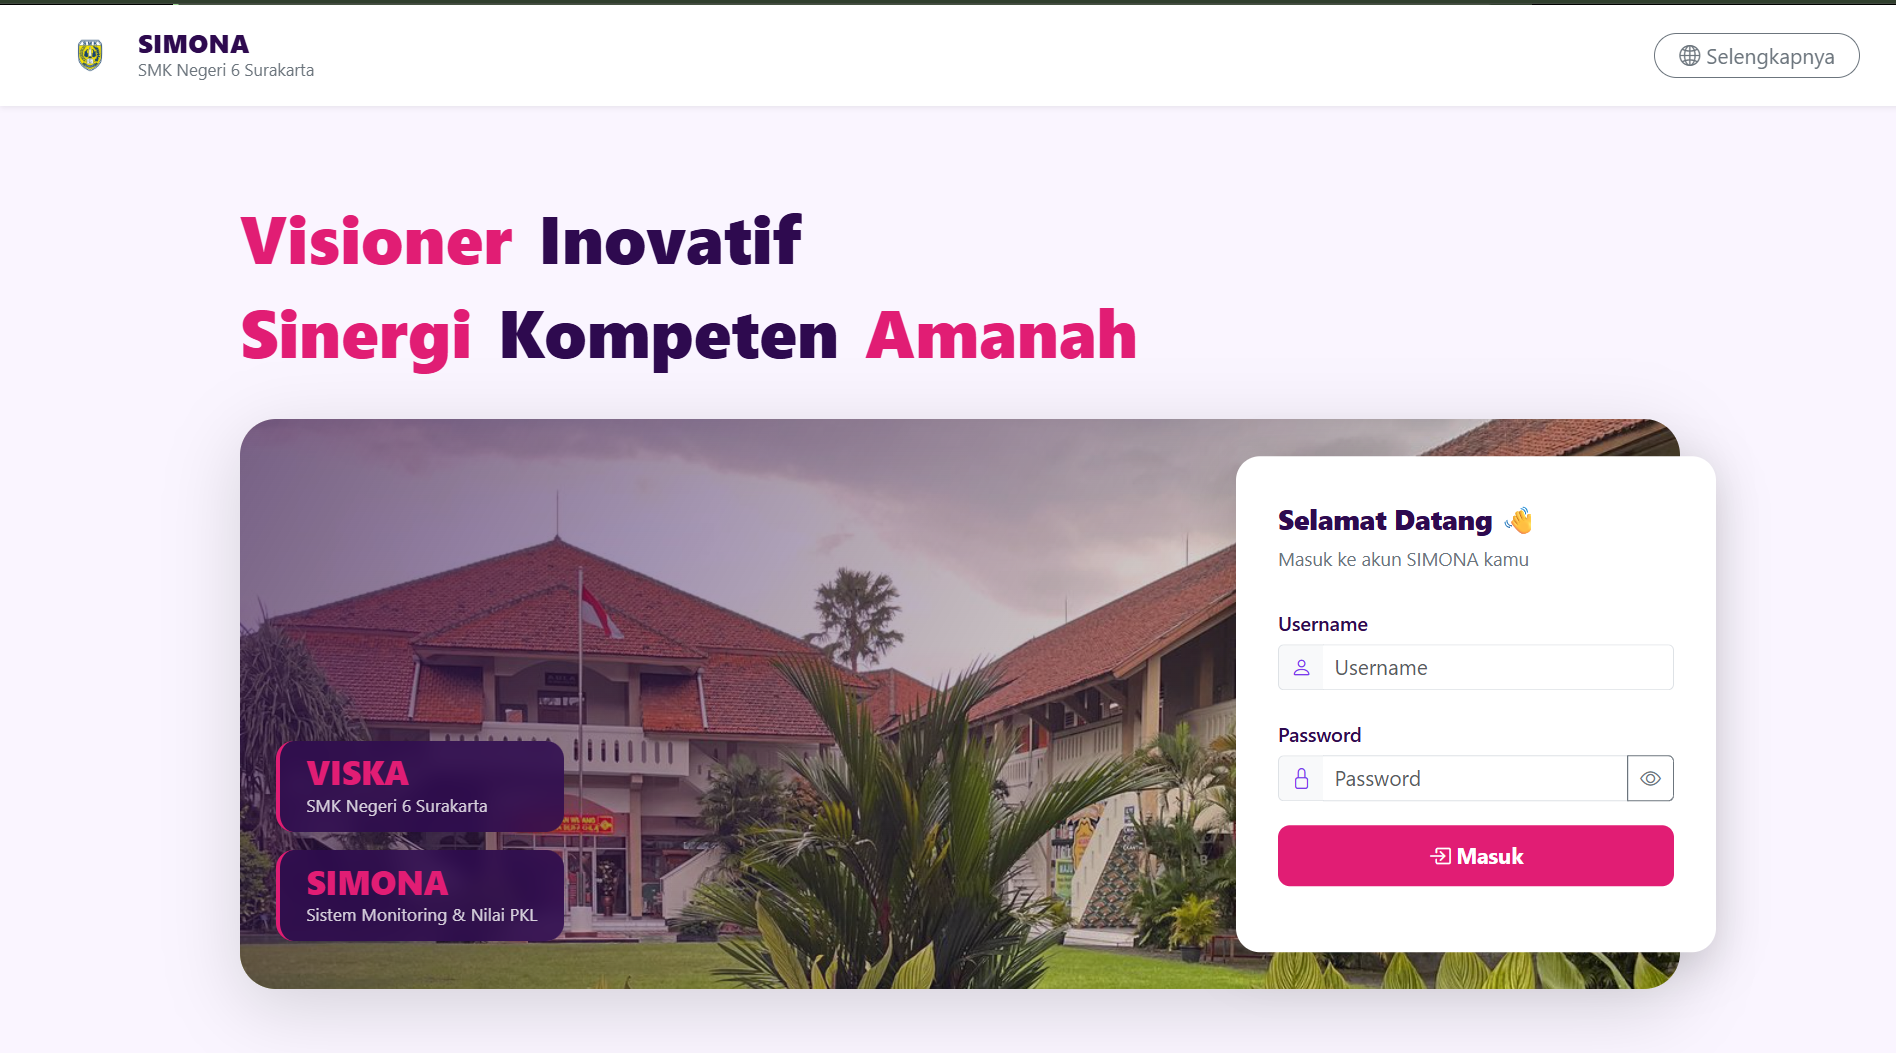 SIMONA
SMK Negeri 6 Surakarta
Selengkapnya
Visioner Inovatif
Sinergi Kompeten Amanah
Selamat Datang 👋
Masuk ke akun SIMONA kamu
Username
Username
Password
Password
Masuk
VISKA
SMK Negeri 6 Surakarta
SIMONA
Sistem Monitoring & Nilai PKL